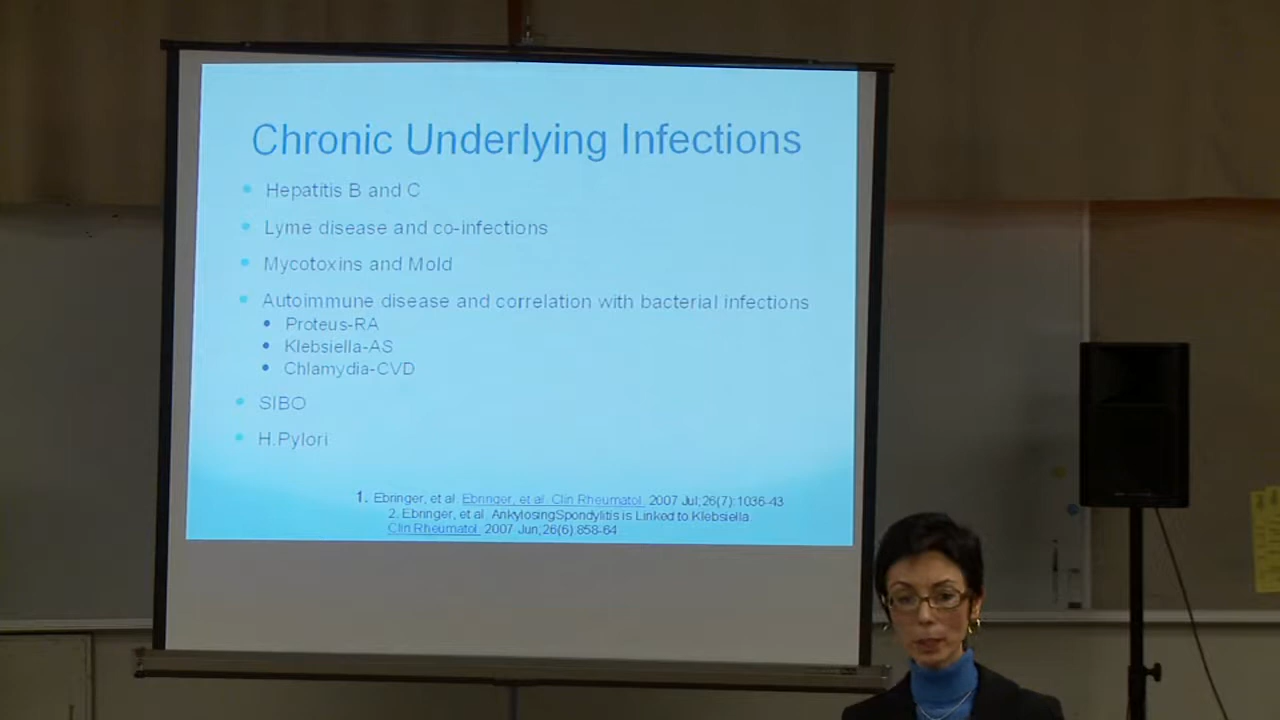 Chronic Underlying Infections
Hepatitis B and C
Lyme disease and co-infections
Mycotoxins and Mold
Autoimmune disease and correlation with bacterial infections
Proteus-RA
Klebsiella-AS
Chlamydia-CVD
SIBO
H.Pylori
1. Ebringer, et al. Ebringer, et al. Clin Rheumatol. 2007 Jul;26(7):1036-43
2. Ebringer, et al. AnkylosingSpondylitis is Linked to Klebsiella.
Clin Rheumatol. 2007 Jun;26(6) 858-64